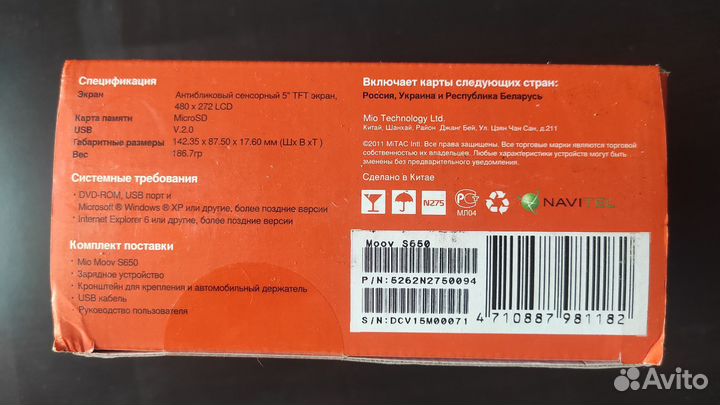 Спецификация
Экран Антибликовый сенсорный 5" TFT экран,
480 x 272 LCD
Карта памяти MicroSD
USB V.2.0
Габаритные размеры 142.35 x 87.50 x 17.60 мм (Шх В хТ )
Вес 186.7гр
Системные требования
• DVD-ROM, USB порт и
Microsoft ® Windows ® XP или другие, более поздние версии
• Internet Explorer 6 или другие, более поздние версии
Комплект поставки
• Mio Moov S650
• Зарядное устройство
• Кронштейн для крепления и автомобильный держатель
• USB кабель
• Руководство пользователя
Включает карты следующих стран:
Россия, Украина и Республика Беларусь
Mio Technology Ltd.
Китай, Шанхай, Район Джанг Бей, Ул. Цзян Чан Сан, д.211
©2011 MiTAC Intl. Все права защищены. Все торговые марки являются торговой
собственностью их владельцев. Любые характеристики устройств могут быть
изменены без предварительного уведомления.
Сделано в Китае
N275
МЛ04
NAVITEL
Moov S650
P/N:5262N2750094
S/N:DCV15M00071
4 710887 981182
Avito